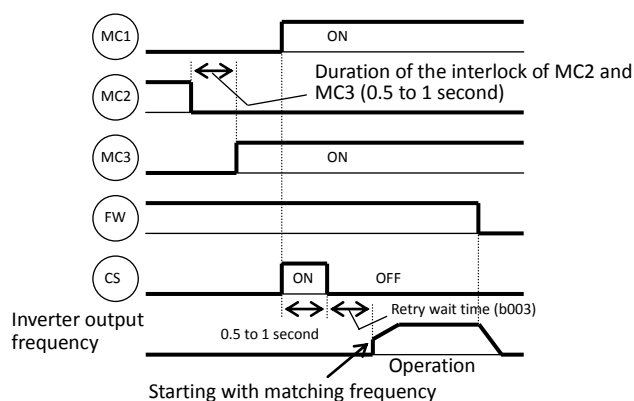 MC1
ON
Duration of the interlock of MC2 and
MC3 (0.5 to 1 second)
MC2
MC3
ON
FW
CS
ON
OFF
Retry wait time (b003)
Inverter output
frequency
0.5 to 1 second
Operation
Starting with matching frequency